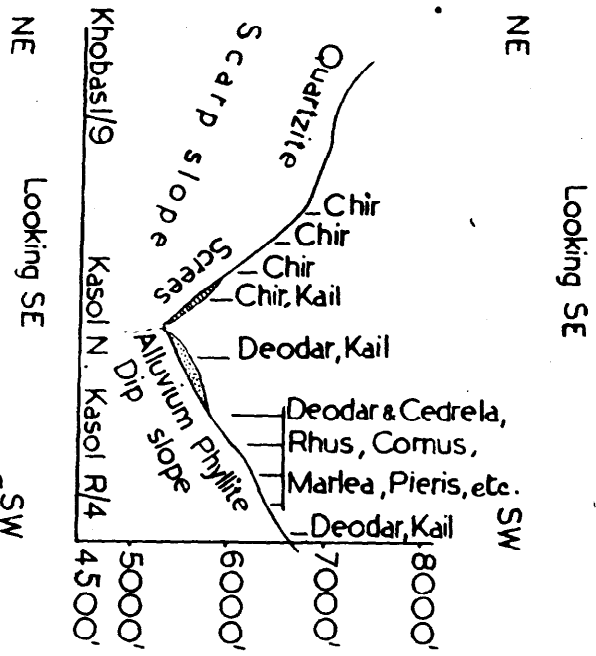 NE
Looking SE
SW
Quartzite
Scarp slope
Screes
Chir
Chir
Chir
Chir, Kail
Deodar, Kail
Deodar & Cedrela,
Rhus, Cornus,
Marlea, Pieris, etc.
Deodar, Kail
Alluvium Phyllite
Dip slope
Khobasl/9
Kasol N.
Kasol R/4
8000'
7000'
6000'
5000'
4500'
NE
Looking SE
SW